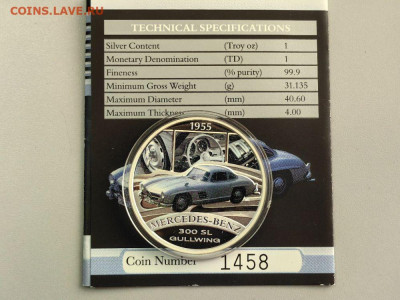 COINS.ЛАВЕ.RU
TECHNICAL SPECIFICATIONS
Silver Content (Troy oz) 1
Monetary Denomination (TD) 1
Fineness (% purity) 99.9
Minimum Gross Weight (g) 31.135
Maximum Diameter (mm) 40.60
Maximum Thickness (mm) 4.00
1955
MERCEDES-BENZ
300 SL
GULLWING
Coin Number 1458